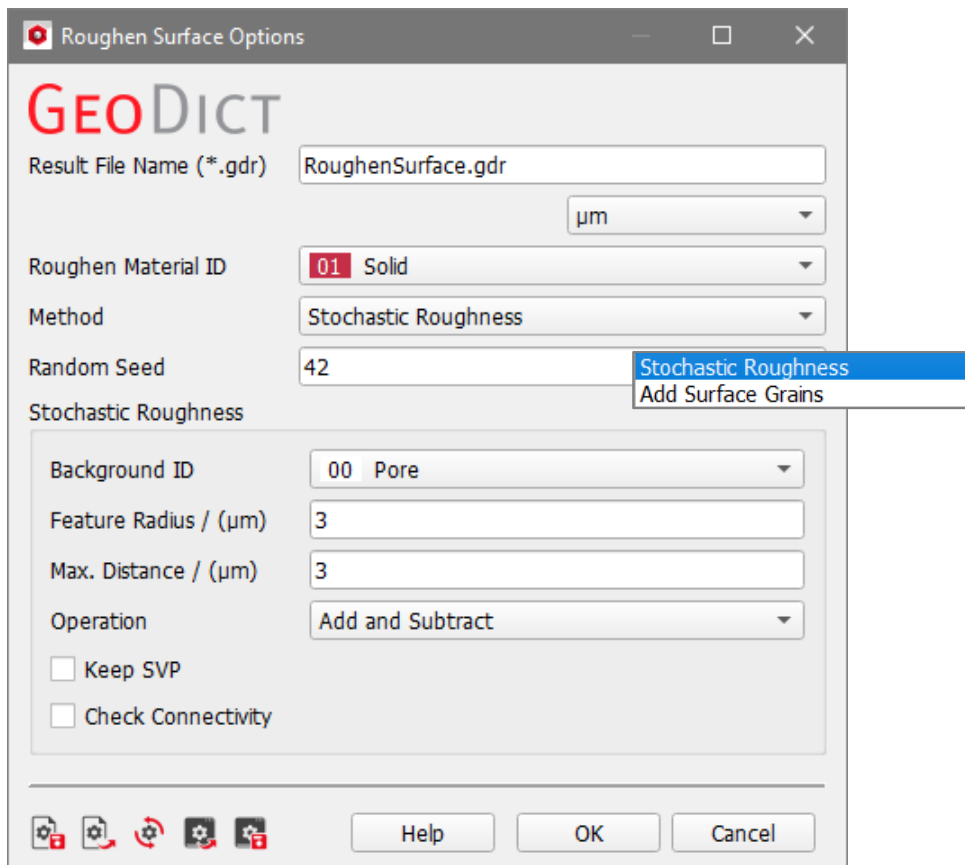 Roughen Surface Options
GEODICT
Result File Name (*.gdr) RoughenSurface.gdr
µm
Roughen Material ID 01 Solid
Method Stochastic Roughness
Random Seed 42
Stochastic Roughness
Add Surface Grains
Stochastic Roughness
Background ID 00 Pore
Feature Radius / (µm) 3
Max. Distance / (µm) 3
Operation Add and Subtract
Keep SVP
Check Connectivity
Help OK Cancel